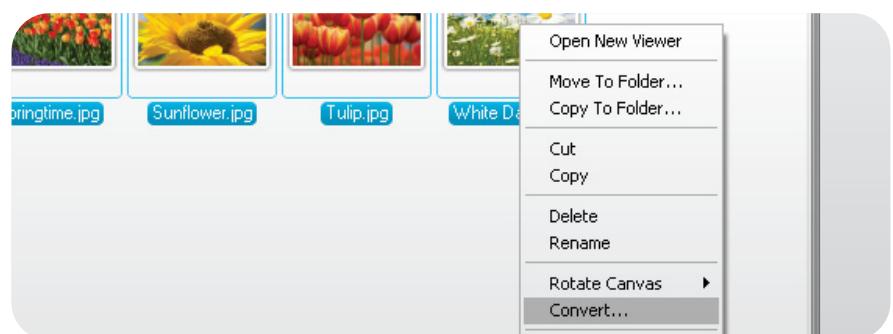 pringtime.jpg Sunflower.jpg Tulip.jpg White Da
Open New Viewer
Move To Folder...
Copy To Folder...
Cut
Copy
Delete
Rename
Rotate Canvas
Convert...